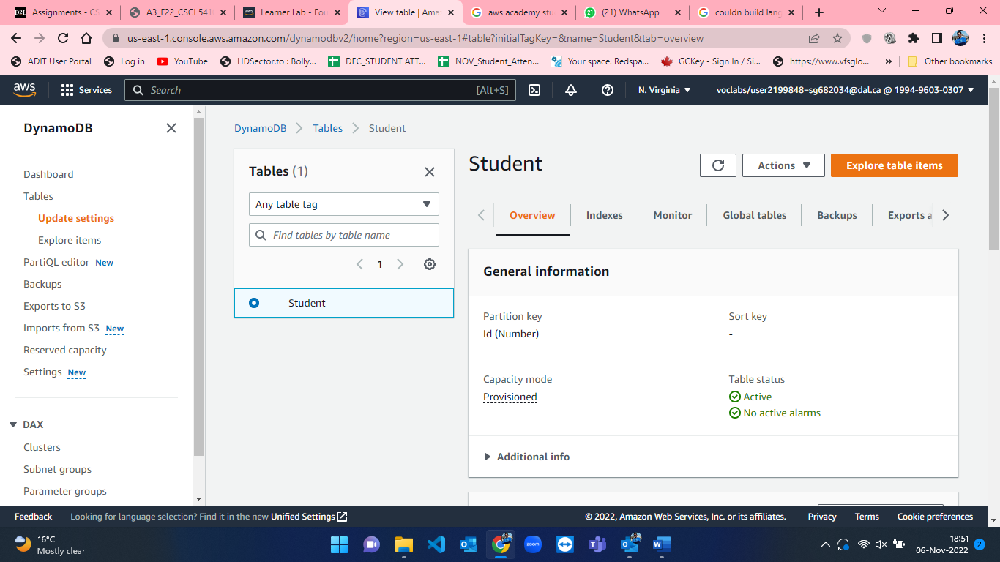 Assignments - CS
A3_F22_CSCI 541
Learner Lab - Fou
View table | Ama
aws academy stu
(21) WhatsApp
couldn build lang
us-east-1.console.aws.amazon.com/dynamodbv2/home?region=us-east-1#table?initialTagKey=&name=Student&tab=overview
ADIT User Portal
Log in
YouTube
HDSector.to : Bolly...
DEC_STUDENT ATT...
NOV_Student_Atten...
Your space. Redspa...
GCKey - Sign In / Si...
https://www.vfsglo...
»
Other bookmarks
aws
Services
Search
[Alt+S]
N. Virginia
voclabs/user2199848=sg682034@dal.ca @ 1994-9603-0307
DynamoDB
Dashboard
Tables
Update settings
Explore items
PartiQL editor New
Backups
Exports to S3
Imports from S3 New
Reserved capacity
Settings New
DAX
Clusters
Subnet groups
Parameter groups
DynamoDB
Tables
Student
Tables (1)
Any table tag
Find tables by table name
1
Student
Student
Actions
Explore table items
Overview
Indexes
Monitor
Global tables
Backups
Exports a
General information
Partition key
Id (Number)
Sort key
-
Capacity mode
Provisioned
Table status
Active
No active alarms
Additional info
Feedback
Looking for language selection? Find it in the new Unified Settings
© 2022, Amazon Web Services, Inc. or its affiliates.
Privacy
Terms
Cookie preferences
16°C
Mostly clear
zoom
18:51
06-Nov-2022
2